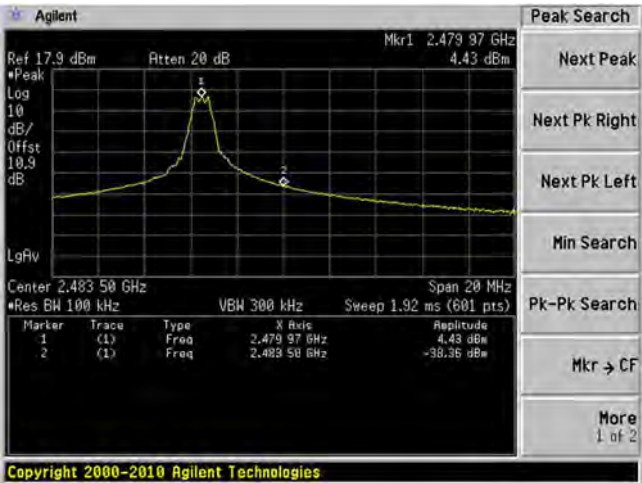 Agilent
Peak Search
Mkr1 2.479 97 GHz
Ref 17.9 dBm Atten 20 dB 4.43 dBm
#Peak
Log
10
dB/
Offst
10.9
dB
LgAv
1
2
Center 2.483 50 GHz Span 20 MHz
#Res BW 100 kHz VBW 300 kHz Sweep 1.92 ms (601 pts)
Marker Trace Type X Axis Amplitude
1 (1) Freq 2.479 97 GHz 4.43 dBm
2 (1) Freq 2.483 50 GHz -38.36 dBm
Next Peak
Next Pk Right
Next Pk Left
Min Search
Pk-Pk Search
Mkr → CF
More
1 of 2
Copyright 2000-2010 Agilent Technologies